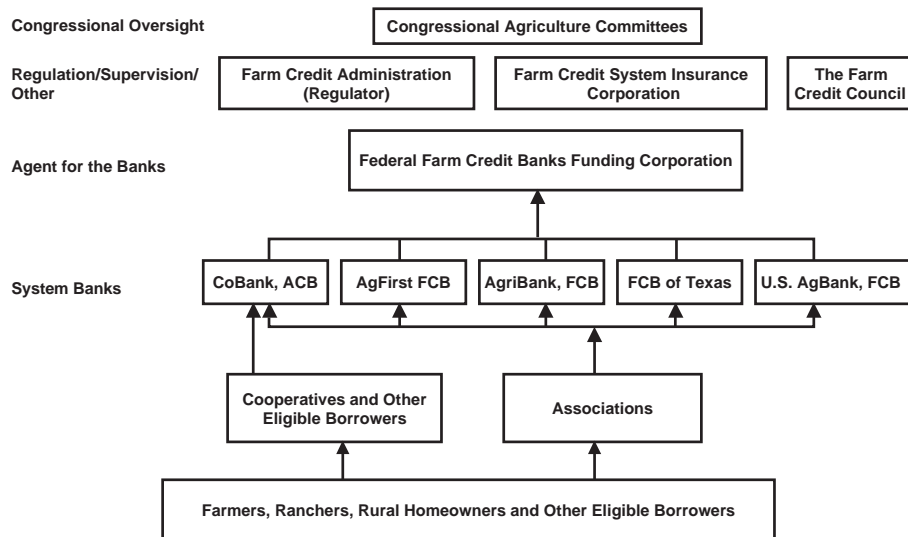 Congressional Oversight
Congressional Agriculture Committees
Regulation/Supervision/
Other
Farm Credit Administration
(Regulator)
Farm Credit System Insurance
Corporation
The Farm
Credit Council
Agent for the Banks
Federal Farm Credit Banks Funding Corporation
System Banks
CoBank, ACB
AgFirst FCB
AgriBank, FCB
FCB of Texas
U.S. AgBank, FCB
Cooperatives and Other
Eligible Borrowers
Associations
Farmers, Ranchers, Rural Homeowners and Other Eligible Borrowers